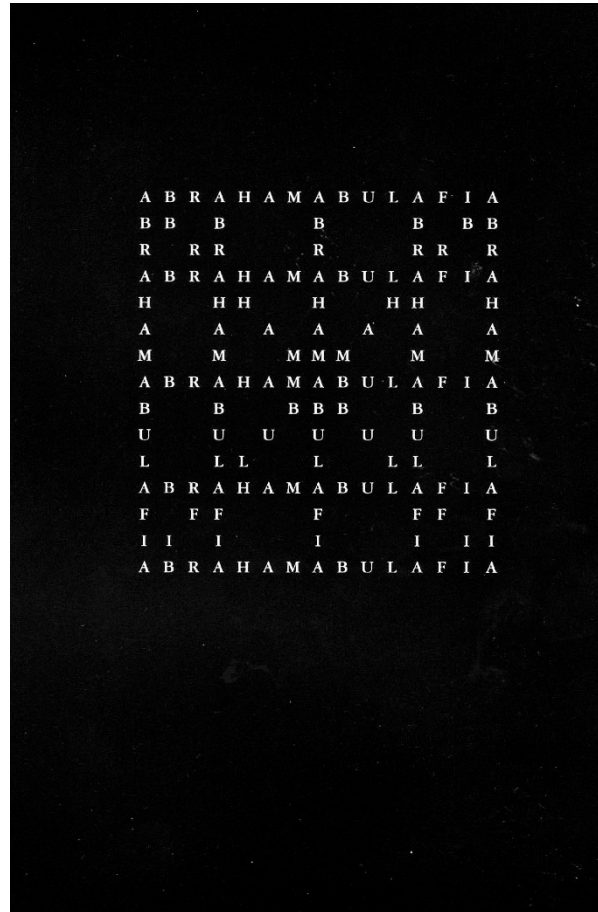 A B R A H A M A B U L A F I A
B B   B       B       B   B B
R   R R       R       R R   R
A B R A H A M A B U L A F I A
H     H H     H     H H     H
A     A   A   A   A   A     A
M     M     M M M     M     M
A B R A H A M A B U L A F I A
B     B     B B B     B     B
U     U   U   U   U   U     U
L     L L     L     L L     L
A B R A H A M A B U L A F I A
F   F F       F       F F   F
I I   I       I       I   I I
A B R A H A M A B U L A F I A